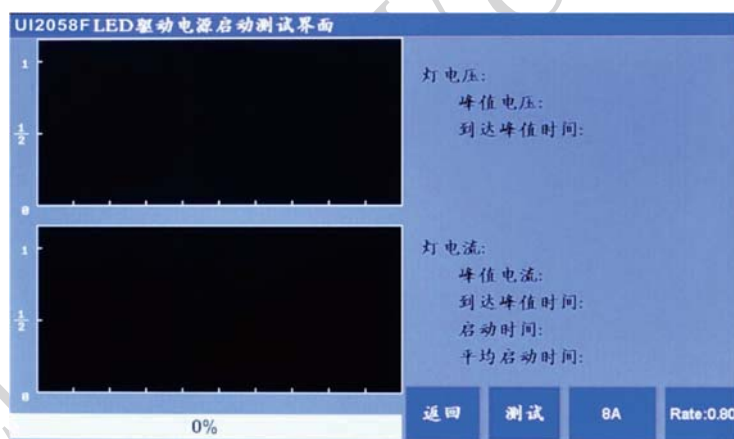 UI2058F LED驱动电源启动测试界面
1
1/2
0
灯电压:
峰值电压:
到达峰值时间:
1
1/2
0
灯电流:
峰值电流:
到达峰值时间:
启动时间:
平均启动时间:
0%
返回
测试
8A
Rate:0.80